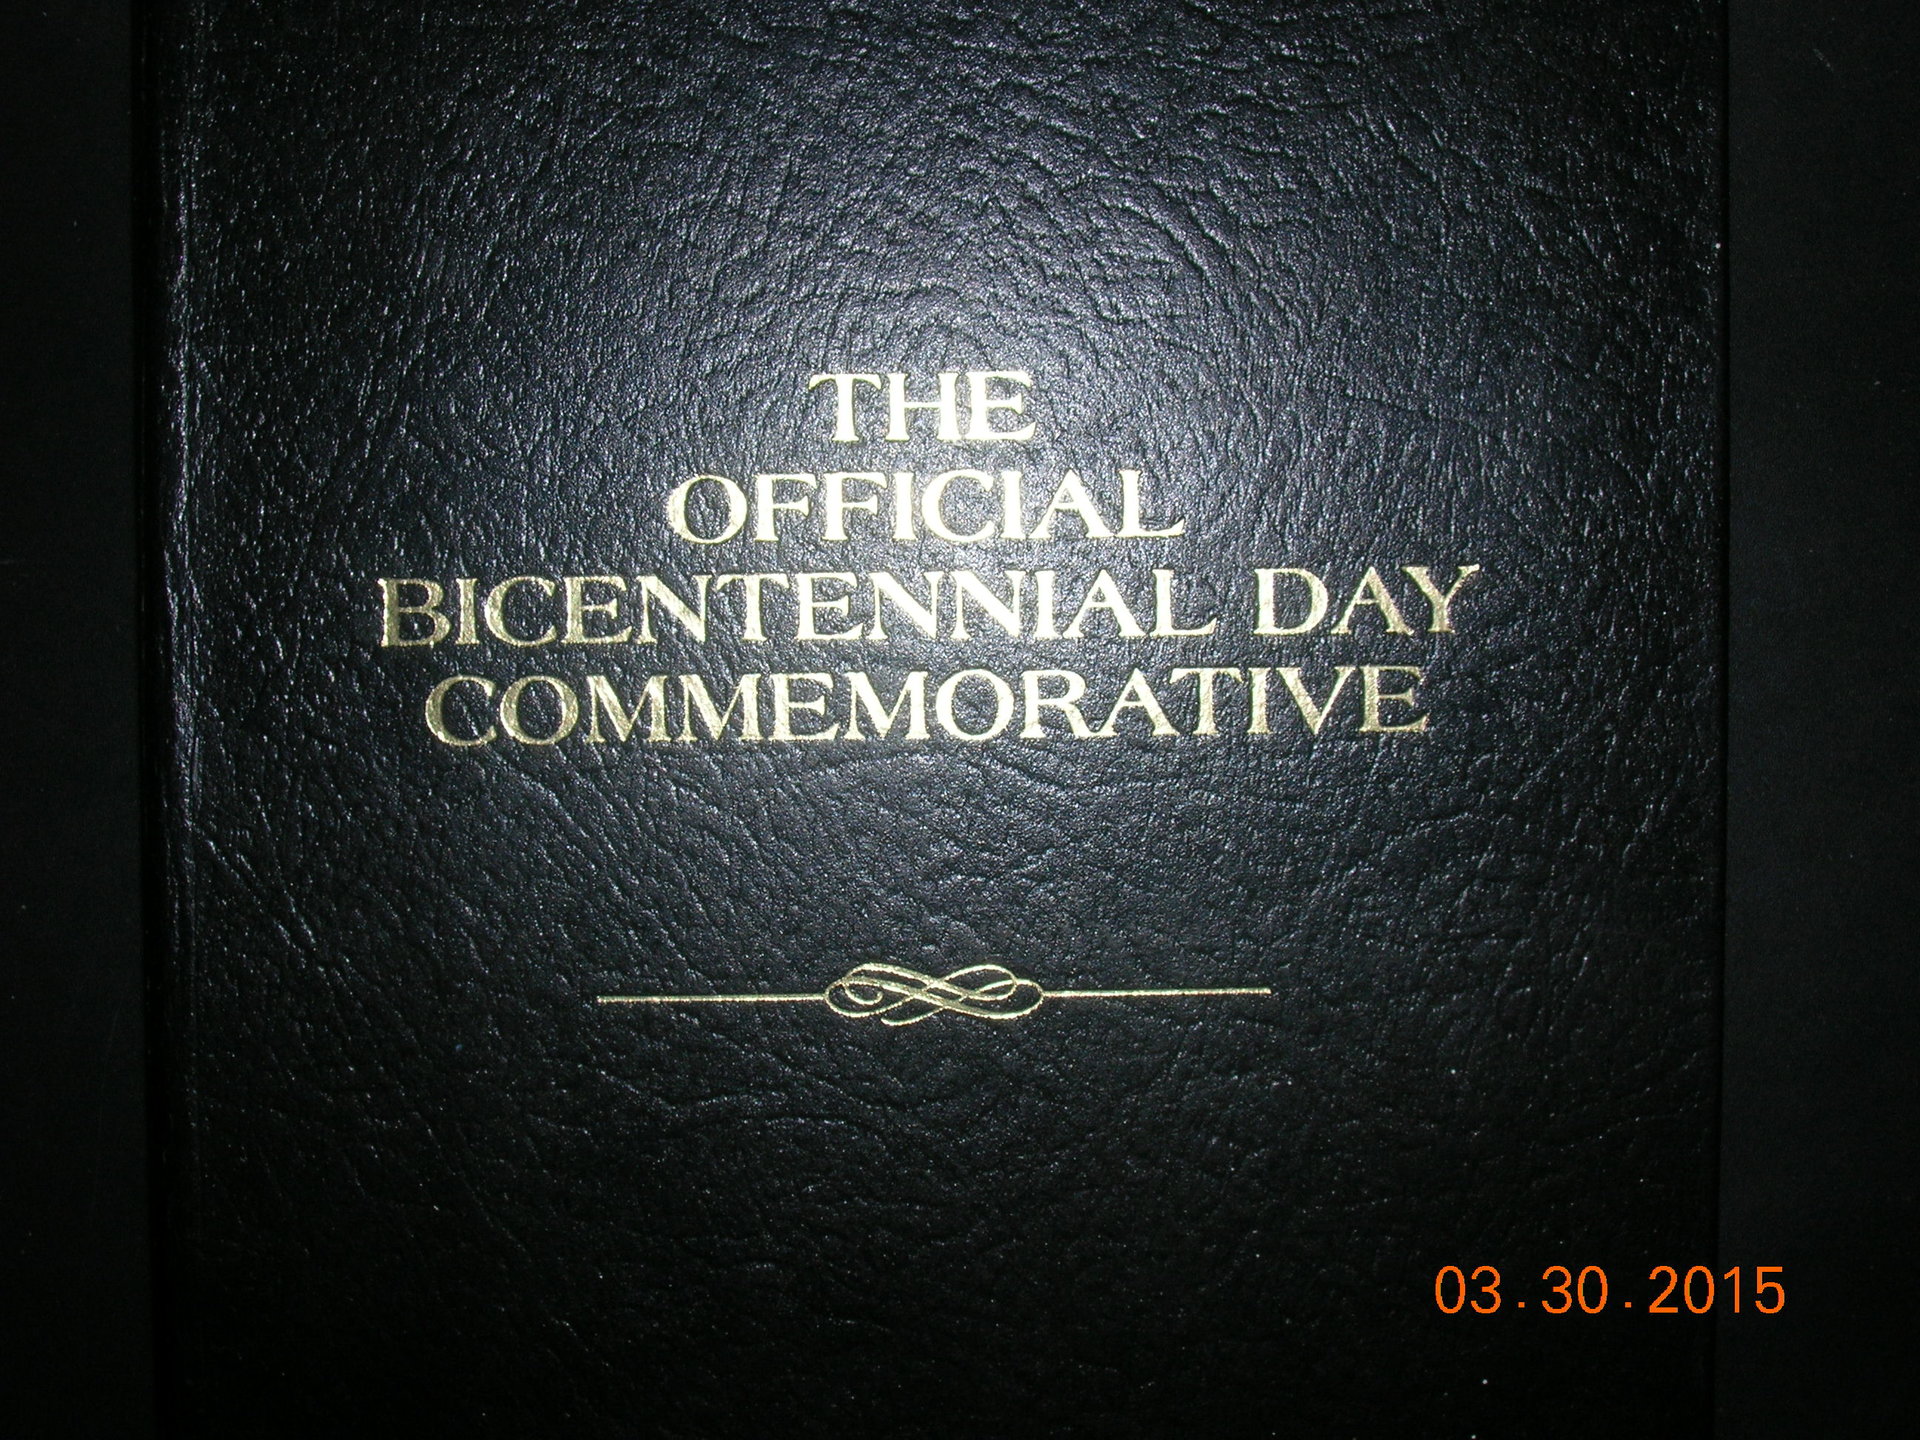 THE
OFFICIAL
BICENTENNIAL DAY
COMMEMORATIVE
03.30.2015